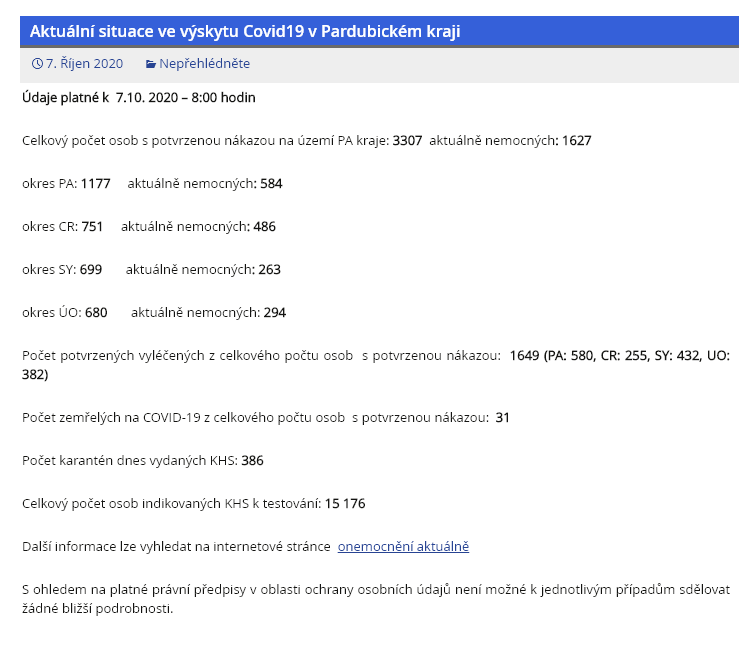 Aktuální situace ve výskytu Covid19 v Pardubickém kraji
7. Říjen 2020 Nepřehlédněte
Údaje platné k 7.10. 2020 – 8:00 hodin
Celkový počet osob s potvrzenou nákazou na území PA kraje: 3307 aktuálně nemocných: 1627
okres PA: 1177 aktuálně nemocných: 584
okres CR: 751 aktuálně nemocných: 486
okres SY: 699 aktuálně nemocných: 263
okres ÚO: 680 aktuálně nemocných: 294
Počet potvrzených vyléčených z celkového počtu osob s potvrzenou nákazou: 1649 (PA: 580, CR: 255, SY: 432, UO:
382)
Počet zemřelých na COVID-19 z celkového počtu osob s potvrzenou nákazou: 31
Počet karantén dnes vydaných KHS: 386
Celkový počet osob indikovaných KHS k testování: 15 176
Další informace lze vyhledat na internetové stránce onemocnění aktuálně
S ohledem na platné právní předpisy v oblasti ochrany osobních údajů není možné k jednotlivým případům sdělovat
žádné bližší podrobnosti.